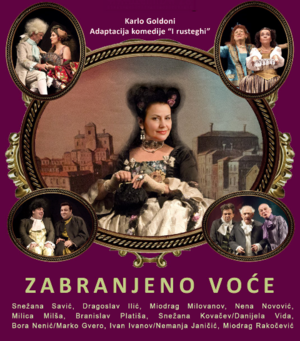 Karlo Goldoni
Adaptacija komedije "I rusteghi"
ZABRANJENO VOĆE
Snežana Savić, Dragoslav Ilić, Miodrag Milovanov, Nena Novović,
Milica Milša, Branislav Platiša, Snežana Kovačev/Danijela Vida,
Bora Nenić/Marko Gvero, Ivan Ivanov/Nemanja Janičić, Miodrag Rakočević